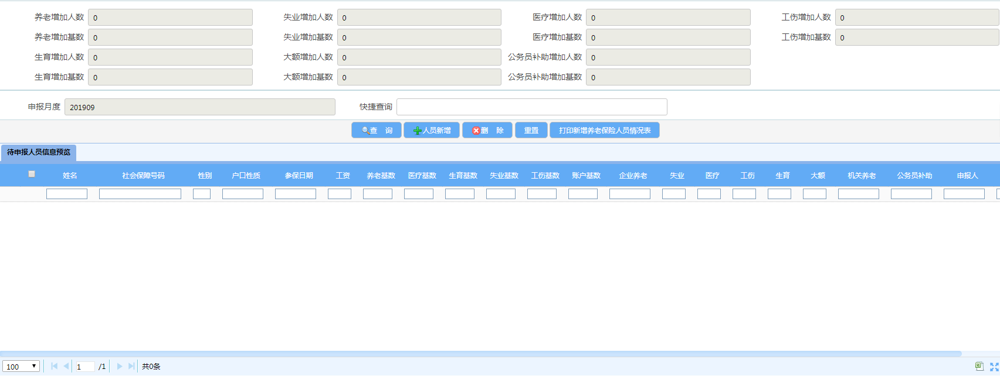 养老增加人数 0 失业增加人数 0 医疗增加人数 0 工伤增加人数 0
养老增加基数 0 失业增加基数 0 医疗增加基数 0 工伤增加基数 0
生育增加人数 0 大额增加人数 0 公务员补助增加人数 0
生育增加基数 0 大额增加基数 0 公务员补助增加基数 0
申报月度 201909 快捷查询
查 询 人员新增 删 除 重置 打印新增养老保险人员情况表
待申报人员信息预览
姓名 社会保障号码 性别 户口性质 参保日期 工资 养老基数 医疗基数 生育基数 失业基数 工伤基数 账户基数 企业养老 失业 医疗 工伤 生育 大额 机关养老 公务员补助 申报人
100 1 /1 共0条